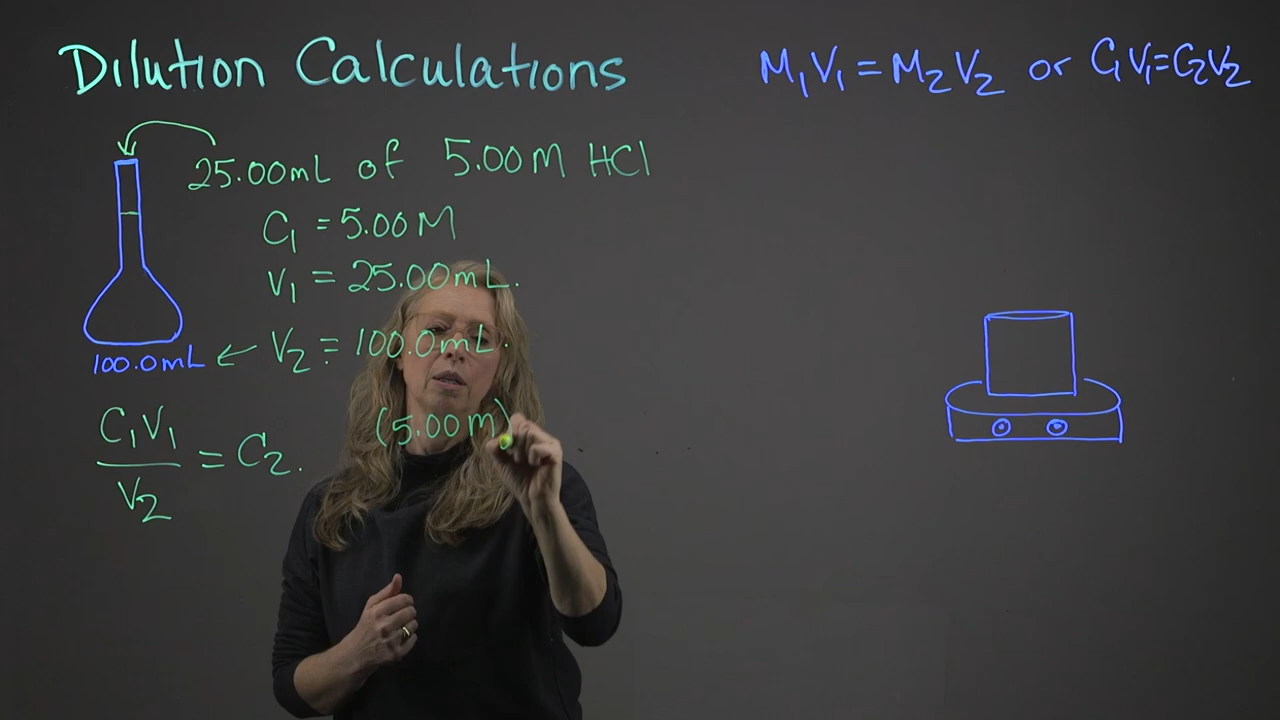 Dilution Calculations
M₁V₁ = M₂V₂ or C₁V₁=C₂V₂
25.00mL of 5.00M HCl
C₁ = 5.00M
V₁ = 25.00mL.
100.0mL ← V₂ = 100.0mL.
C₁V₁
V₂
= C₂.
(5.00M)